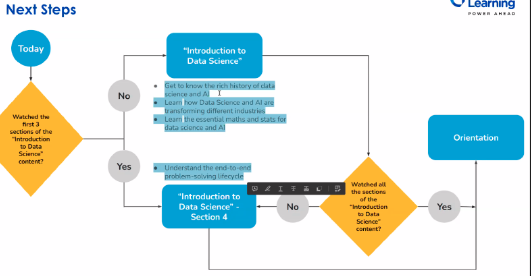 Next Steps
Learning
POWER AHEAD
Today
"Introduction to
Data Science"
No
• Get to know the rich history of data
science and AI
• Learn how Data Science and AI are
transforming different industries
• Learn the essential maths and stats for
data science and AI
Watched the
first 3
sections of the
"Introduction
to Data
Science"
content?
Orientation
Yes
• Understand the end-to-end
problem-solving lifecycle
"Introduction to
Data Science" -
Section 4
No
Watched all
the sections
of the
"Introduction
to Data
Science"
content?
Yes